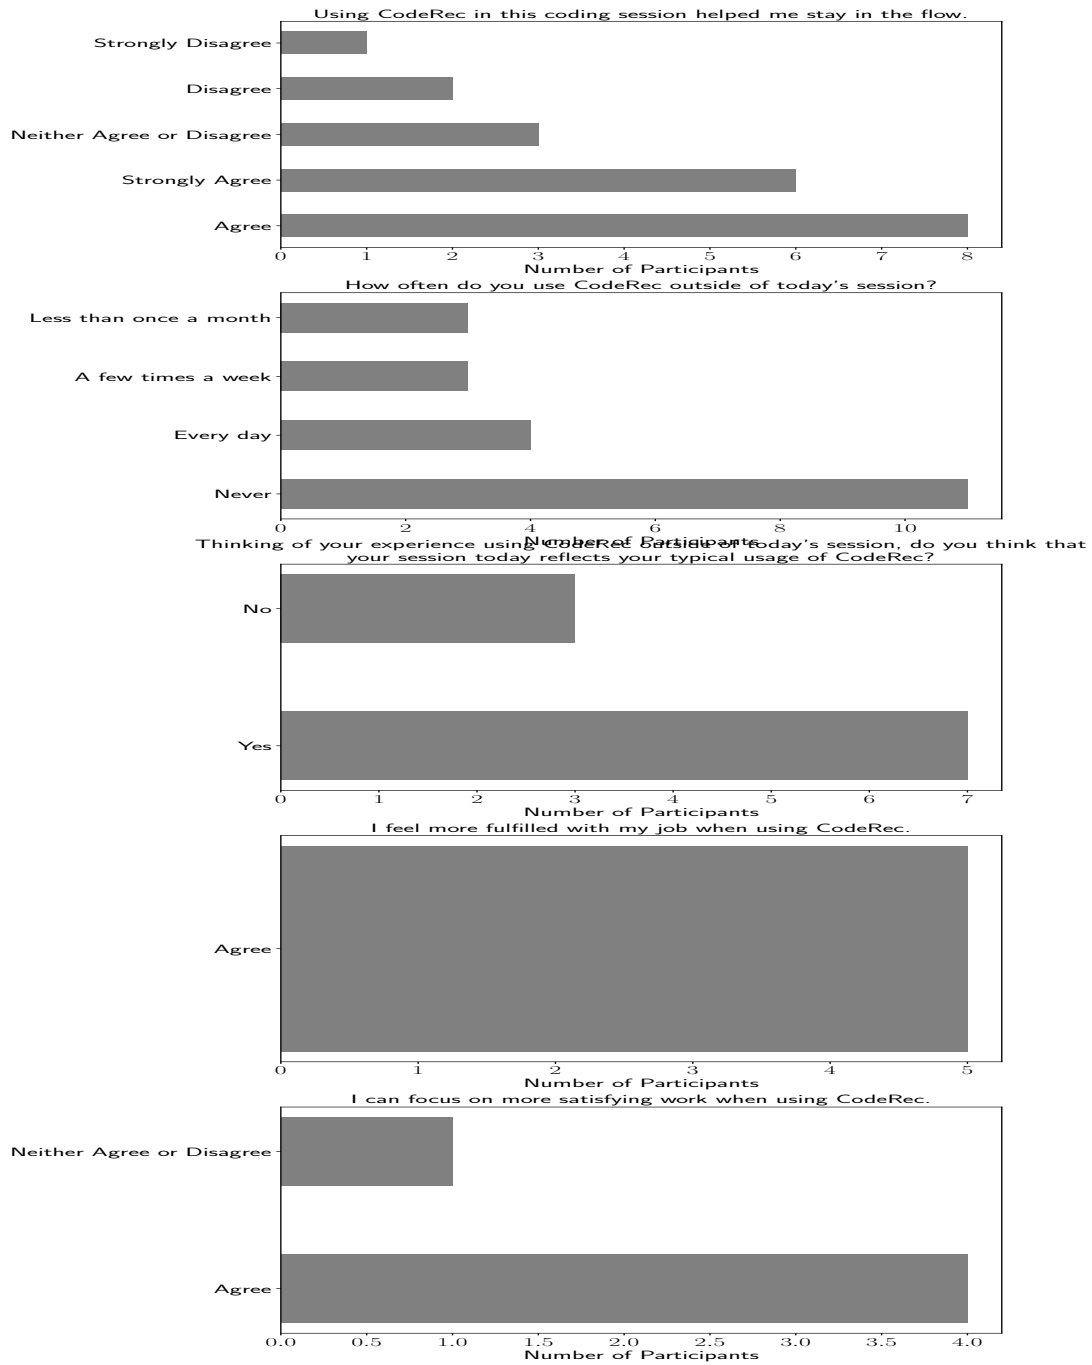 Using CodeRec in this coding session helped me stay in the flow.
Strongly Disagree
Disagree
Neither Agree or Disagree
Strongly Agree
Agree
0 1 2 3 4 5 6 7 8
Number of Participants
How often do you use CodeRec outside of today's session?
Less than once a month
A few times a week
Every day
Never
0 2 4 6 8 10
Number of Participants
Thinking of your experience using CodeRec outside of today's session, do you think that
your session today reflects your typical usage of CodeRec?
No
Yes
0 1 2 3 4 5 6 7
Number of Participants
I feel more fulfilled with my job when using CodeRec.
Agree
0 1 2 3 4 5
Number of Participants
I can focus on more satisfying work when using CodeRec.
Neither Agree or Disagree
Agree
0.0 0.5 1.0 1.5 2.0 2.5 3.0 3.5 4.0
Number of Participants